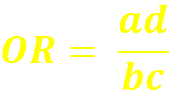 OR = ad/bc